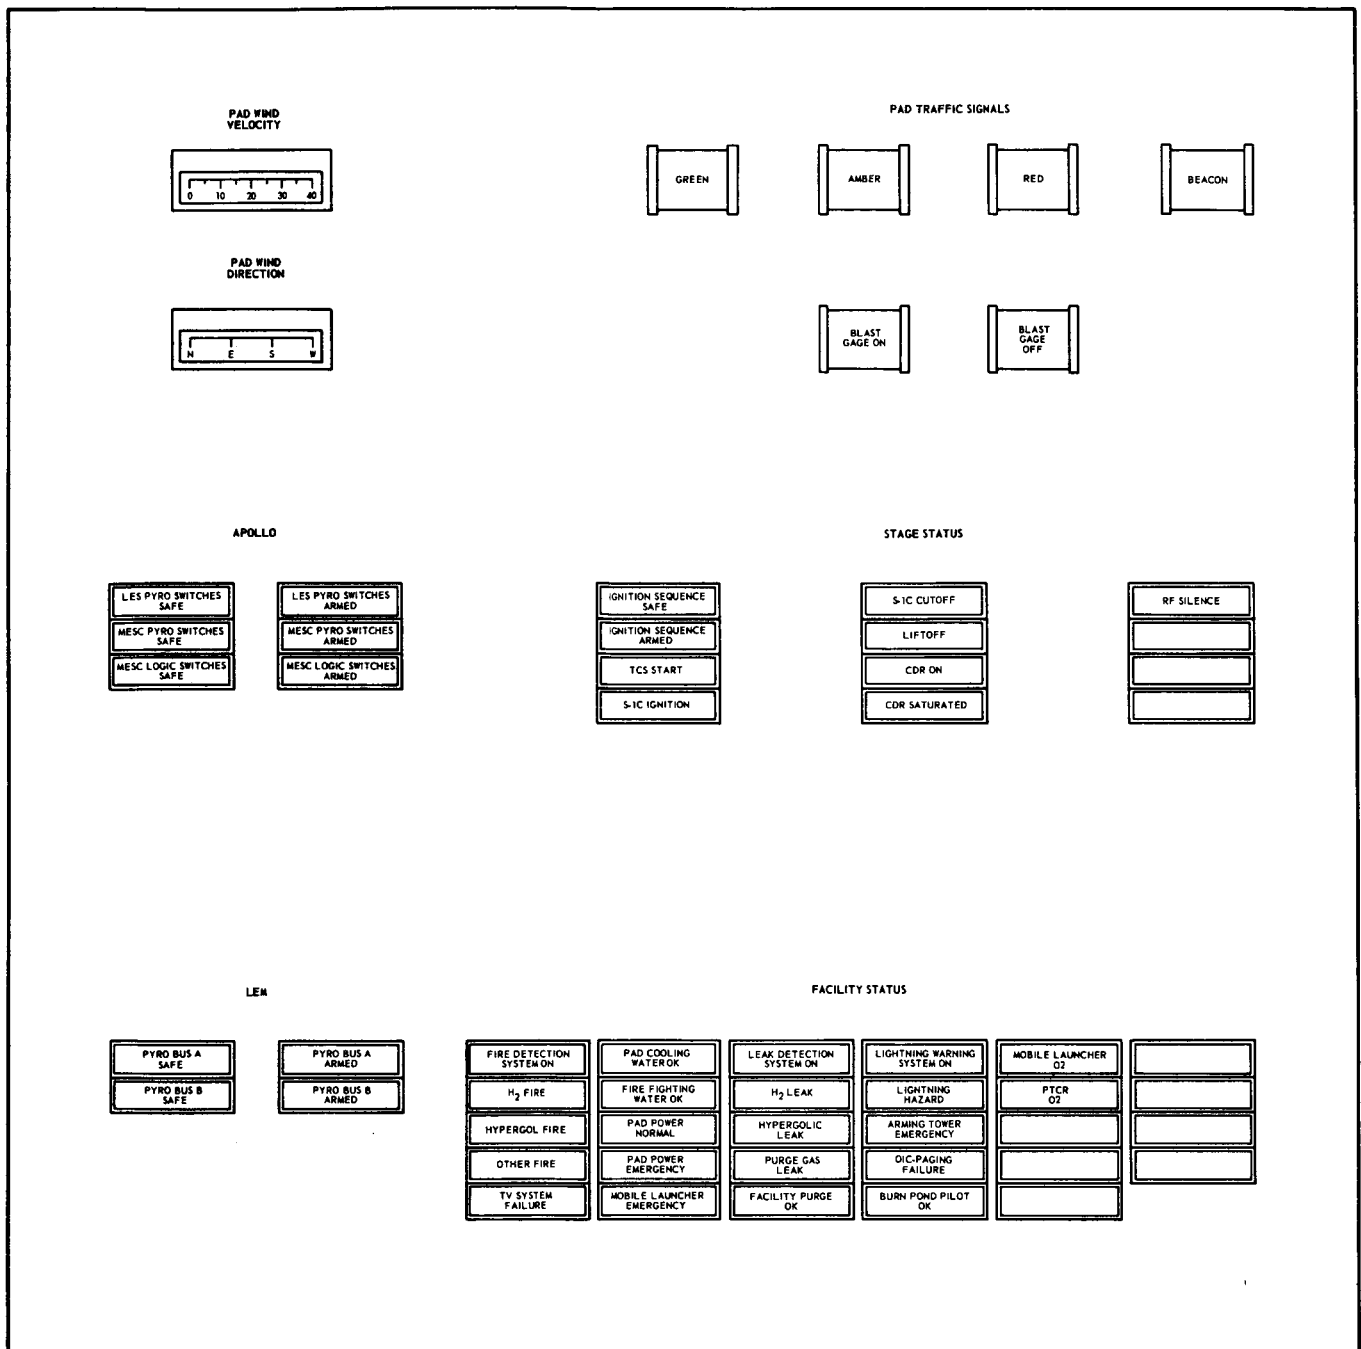 PAD WIND
VELOCITY
0 10 20 30 40
PAD WIND
DIRECTION
N E S W
PAD TRAFFIC SIGNALS
GREEN
AMBER
RED
BEACON
BLAST
GAGE ON
BLAST
GAGE
OFF
APOLLO
LES PYRO SWITCHES
SAFE
MESC PYRO SWITCHES
SAFE
MESC LOGIC SWITCHES
SAFE
LES PYRO SWITCHES
ARMED
MESC PYRO SWITCHES
ARMED
MESC LOGIC SWITCHES
ARMED
STAGE STATUS
IGNITION SEQUENCE
SAFE
IGNITION SEQUENCE
ARMED
TCS START
S-IC IGNITION
S-IC CUTOFF
LIFTOFF
CDR ON
CDR SATURATED
RF SILENCE
LEM
PYRO BUS A
SAFE
PYRO BUS B
SAFE
PYRO BUS A
ARMED
PYRO BUS B
ARMED
FACILITY STATUS
FIRE DETECTION
SYSTEM ON
H₂ FIRE
HYPERGOL FIRE
OTHER FIRE
TV SYSTEM
FAILURE
PAD COOLING
WATER OK
FIRE FIGHTING
WATER OK
PAD POWER
NORMAL
PAD POWER
EMERGENCY
MOBILE LAUNCHER
EMERGENCY
LEAK DETECTION
SYSTEM ON
H₂ LEAK
HYPERGOLIC
LEAK
PURGE GAS
LEAK
FACILITY PURGE
OK
LIGHTNING WARNING
SYSTEM ON
LIGHTNING
HAZARD
ARMING TOWER
EMERGENCY
OIC-PAGING
FAILURE
BURN POND PILOT
OK
MOBILE LAUNCHER
O2
PTCR
O2